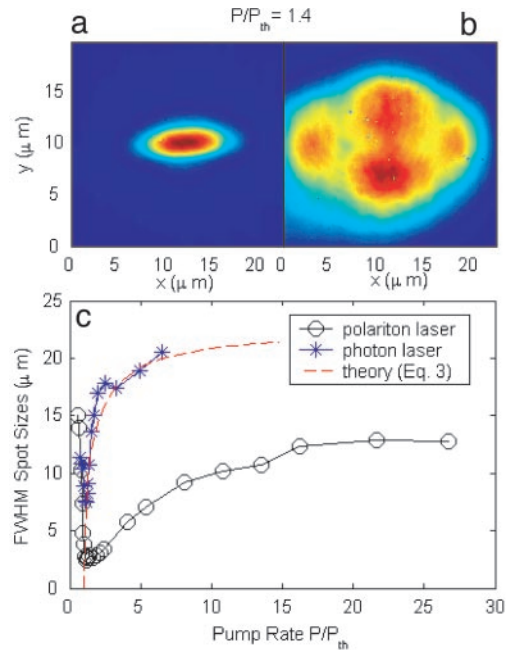 P/P_th = 1.4
a
b
20
15
10
5
0
y (μ m)
0 5 10 15 20
0 5 10 15 20
x (μ m)
x (μ m)
c
25
20
15
10
5
0
FWHM Spot Sizes (μ m)
polariton laser
photon laser
theory (Eq. 3)
0 5 10 15 20 25 30
Pump Rate P/P_th